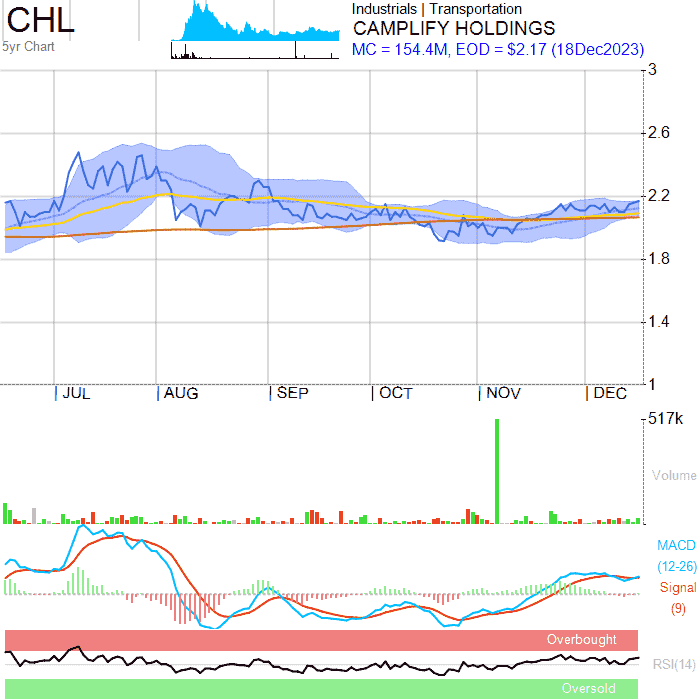 CHL
5yr Chart
Industrials | Transportation
CAMPLIFY HOLDINGS
MC = 154.4M, EOD = $2.17 (18Dec2023)
3
2.6
2.2
1.8
1.4
1
JUL AUG SEP OCT NOV DEC
517k
Volume
MACD
(12-26)
Signal
(9)
Overbought
RSI(14)
Oversold